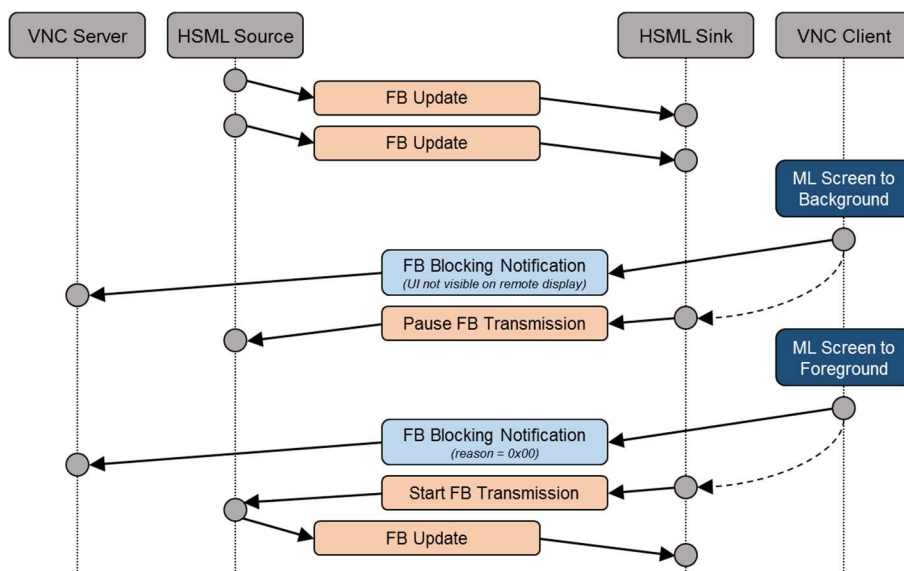 VNC Server
HSML Source
HSML Sink
VNC Client
FB Update
FB Update
ML Screen to
Background
FB Blocking Notification
(UI not visible on remote display)
Pause FB Transmission
ML Screen to
Foreground
FB Blocking Notification
(reason = 0x00)
Start FB Transmission
FB Update